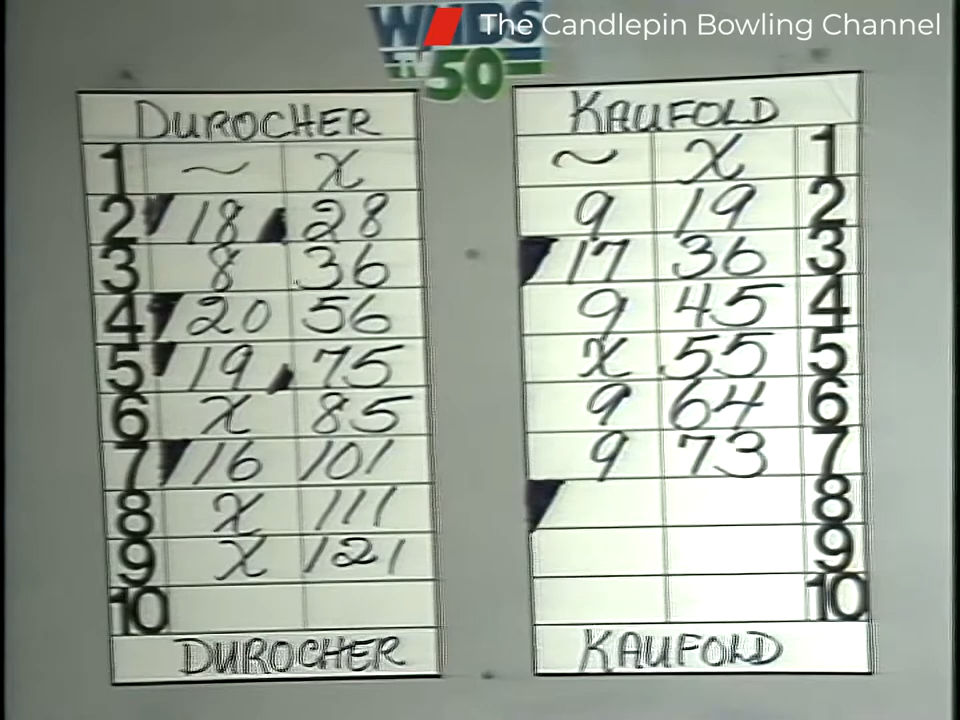 The Candlepin Bowling Channel
TV 50
DUROCHER
1 ~ X
2 18 28
3 8 36
4 20 56
5 19 75
6 X 85
7 16 101
8 X 111
9 X 121
10
DUROCHER
KAUFOLD
~ X 1
9 19 2
17 36 3
9 45 4
X 55 5
9 64 6
9 73 7
8
9
10
KAUFOLD